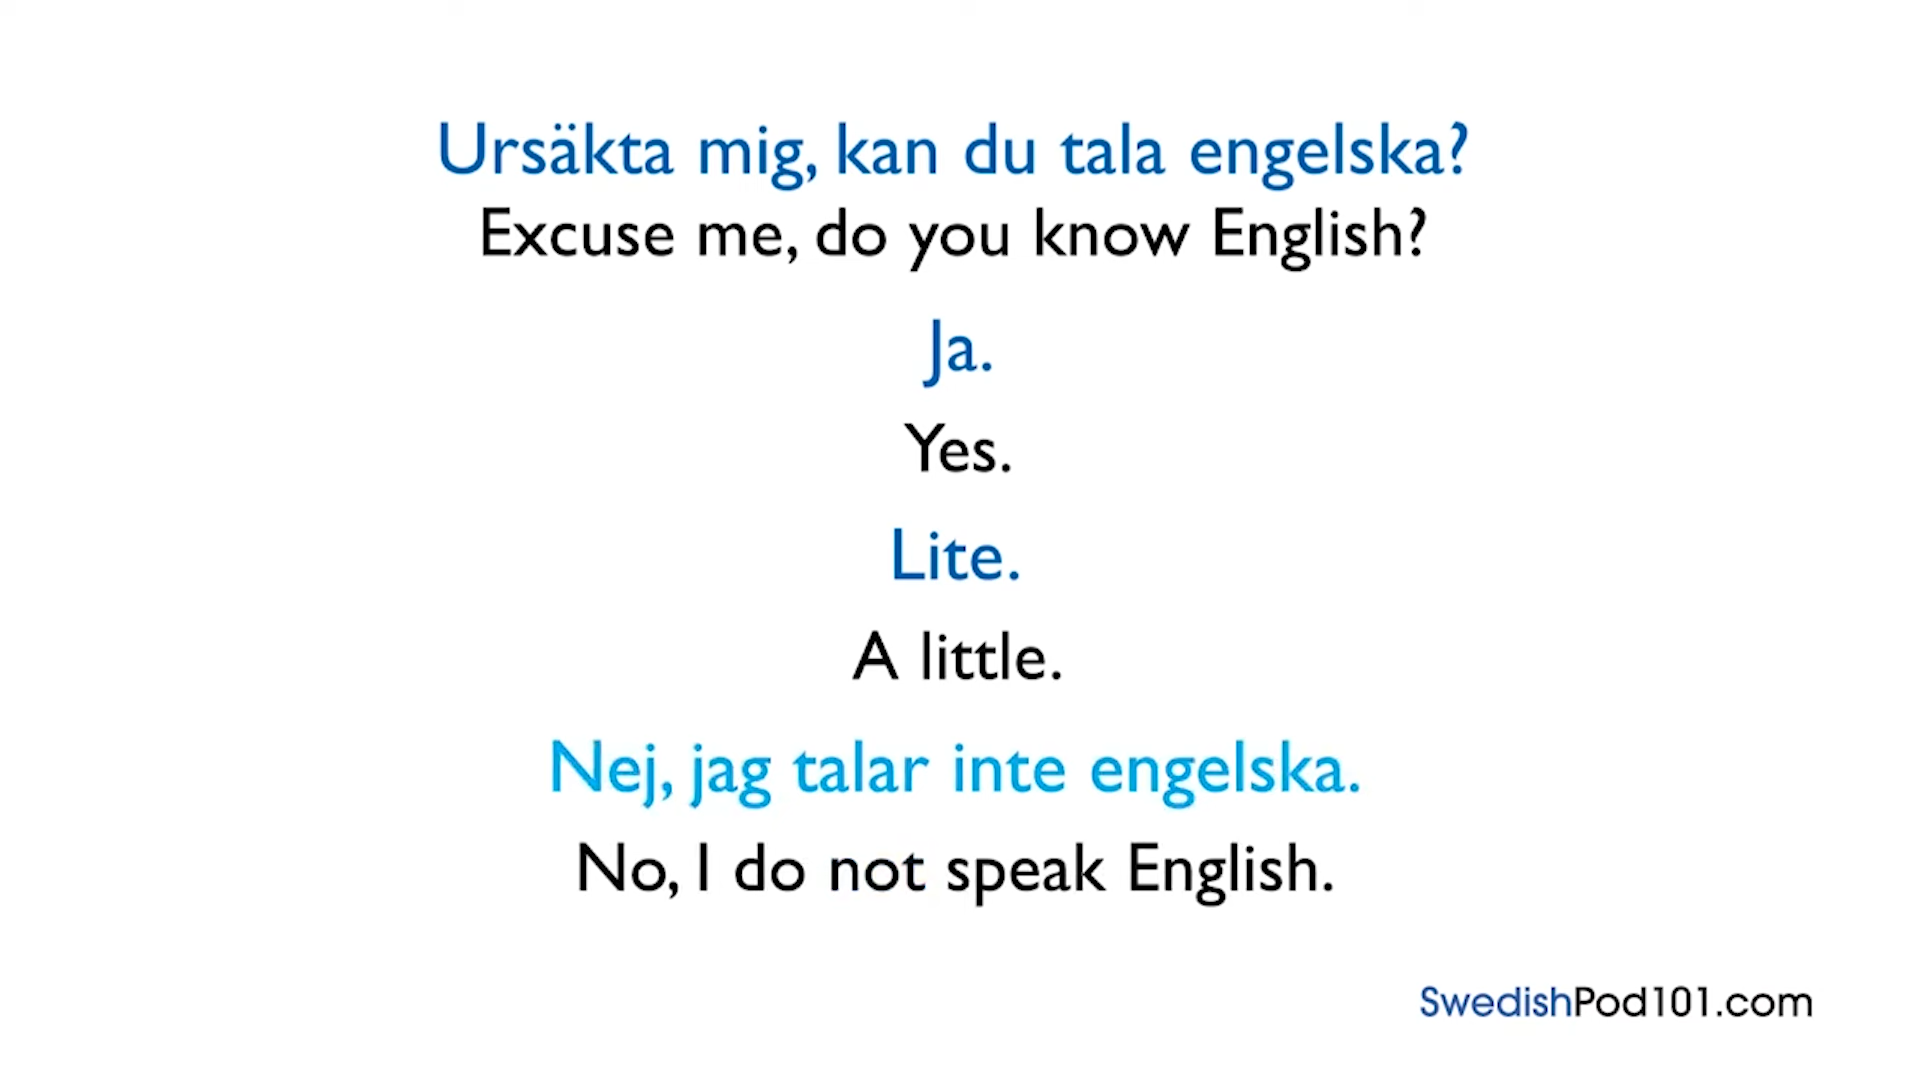 Ursäkta mig, kan du tala engelska?
Excuse me, do you know English?
Ja.
Yes.
Lite.
A little.
Nej, jag talar inte engelska.
No, I do not speak English.
SwedishPod101.com